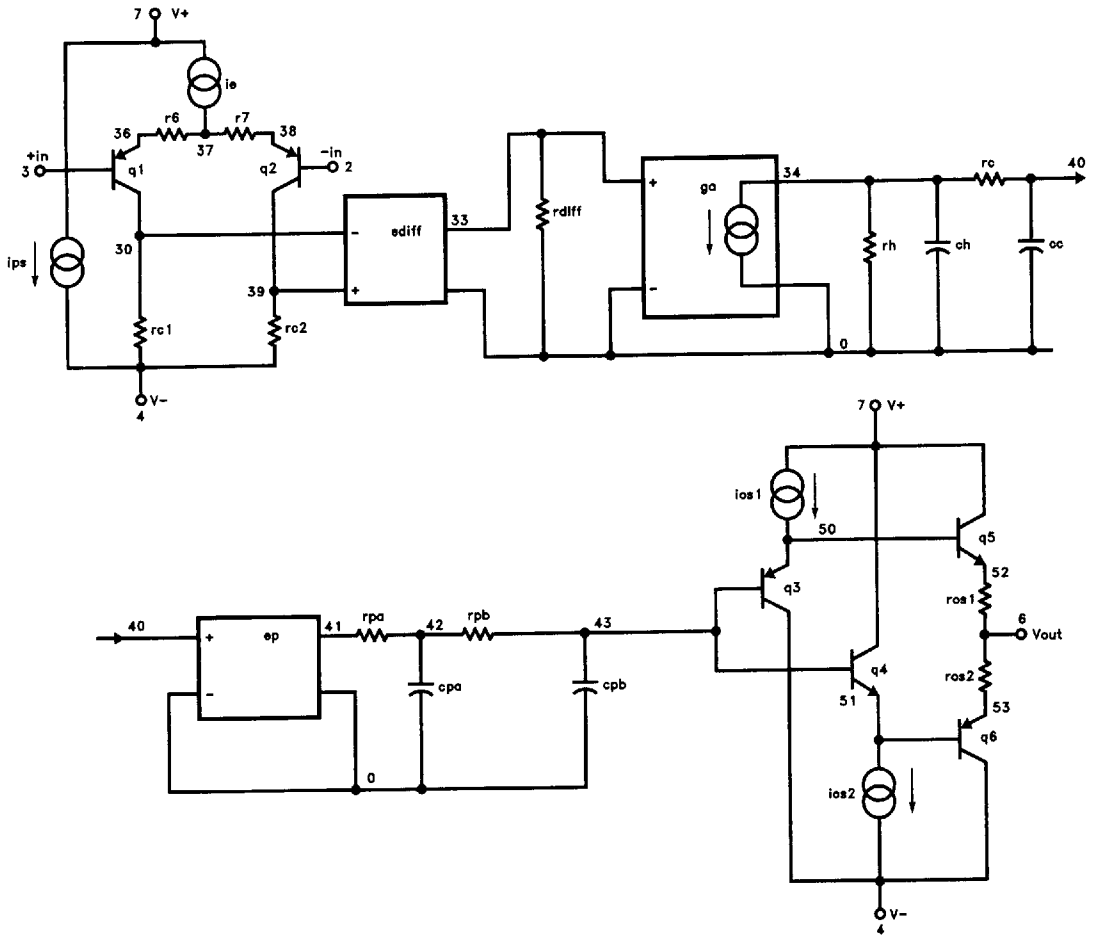 7 V+
ie
36 r6 r7 38
37
+in
3 q1 q2 -in
2
30
ips
39
rc1 rc2
V-
4
ediff
-
+
33
rdiff
ga
+
-
34 rc 40
rh ch cc
0
7 V+
ios1
50
q5
q3
52
ros1
6
Vout
q4
51
ros2
53
q6
ios2
V-
4
40 ep 41 rpa 42 rpb 43
+
-
cpa cpb
0